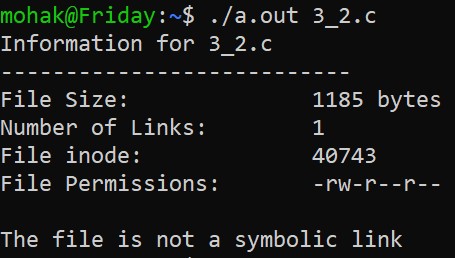 mohak@Friday:~$ ./a.out 3_2.c
Information for 3_2.c
---------------------------
File Size:              1185 bytes
Number of Links:        1
File inode:             40743
File Permissions:       -rw-r--r--
The file is not a symbolic link